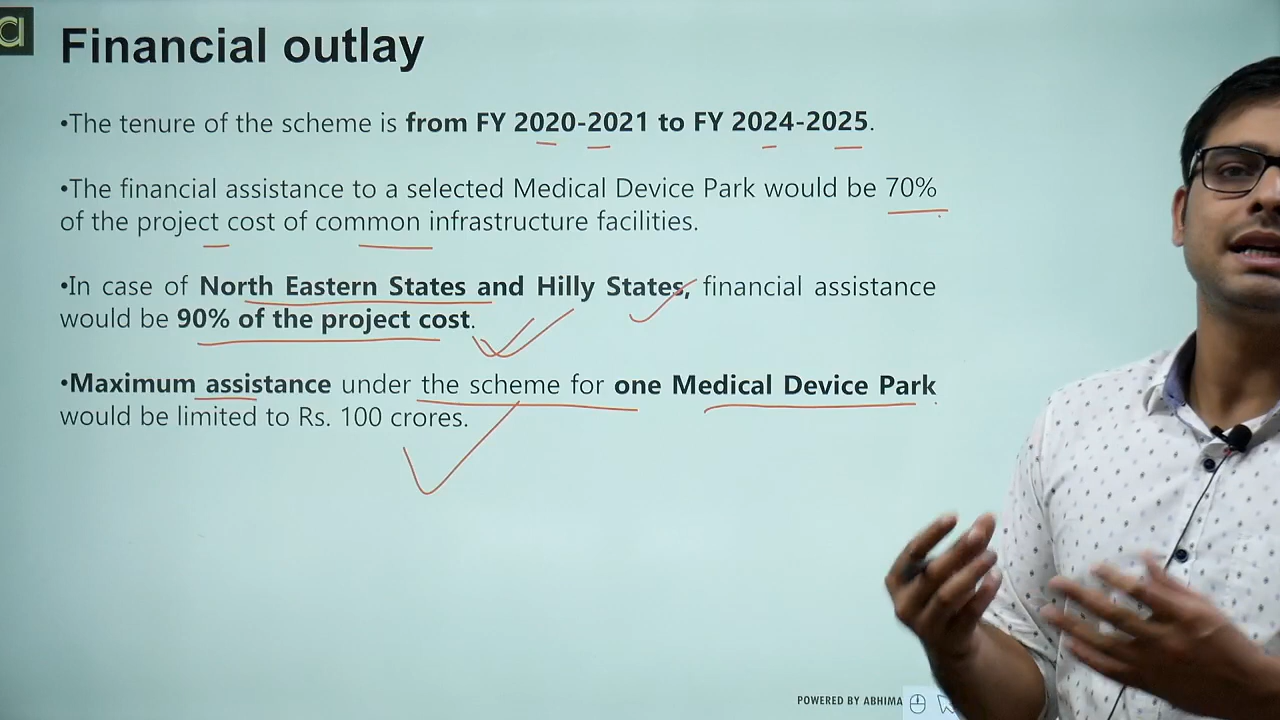 Financial outlay
•The tenure of the scheme is from FY 2020-2021 to FY 2024-2025.
•The financial assistance to a selected Medical Device Park would be 70%
of the project cost of common infrastructure facilities.
•In case of North Eastern States and Hilly States, financial assistance
would be 90% of the project cost.
•Maximum assistance under the scheme for one Medical Device Park
would be limited to Rs. 100 crores.
POWERED BY ABHIMA